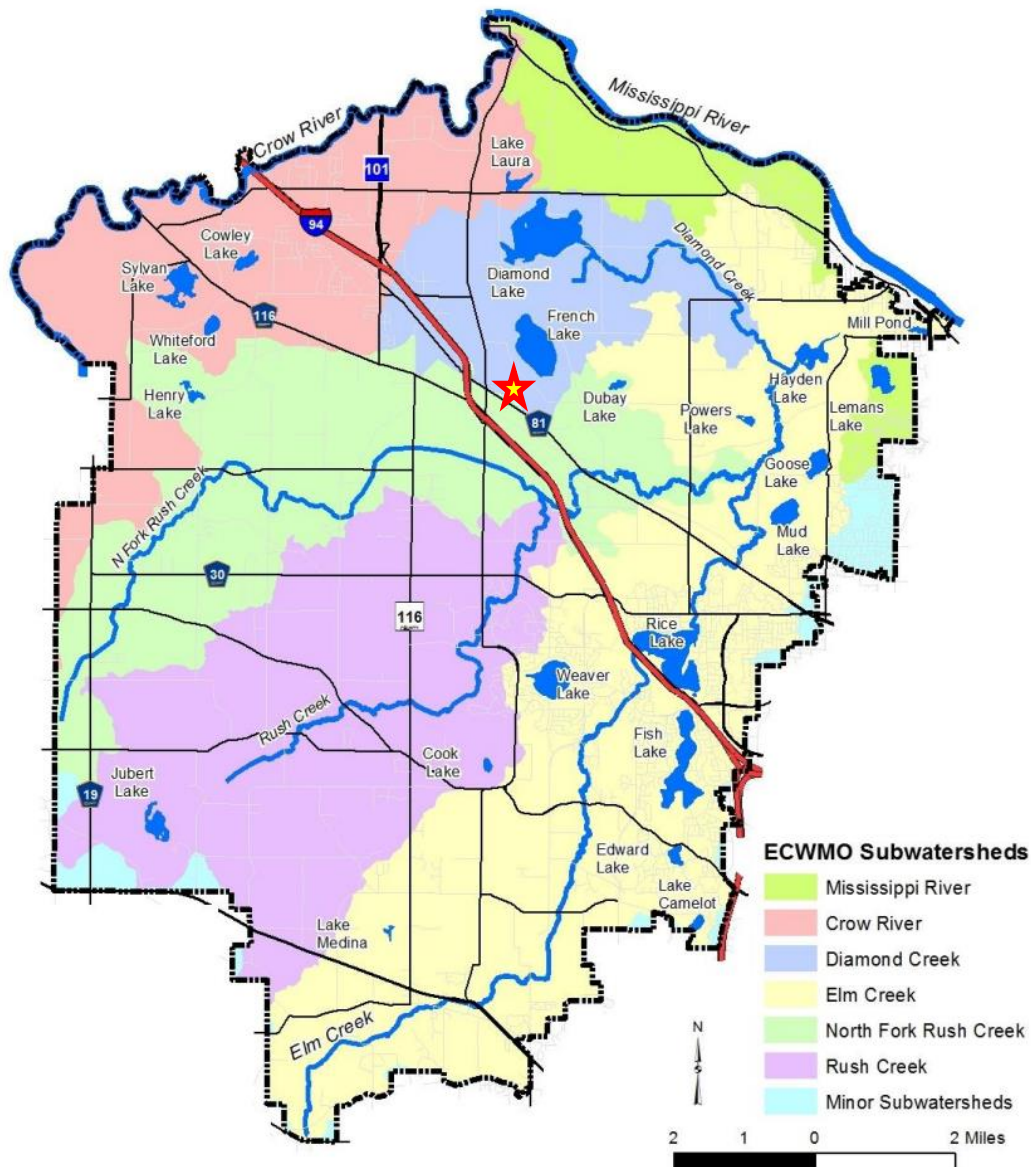 Mississippi River
Crow River
Lake
Laura
101
94
Cowley
Lake
Sylvan
Lake
116
Whiteford
Lake
Henry
Lake
Diamond
Lake
Diamond Creek
French
Lake
Mill Pond
Hayden
Lake
Dubay
Lake
Powers
Lake
Lemans
Lake
81
Goose
Lake
Mud
Lake
N Fork Rush Creek
30
116
Rice
Lake
Weaver
Lake
Rush Creek
Cook
Lake
Fish
Lake
19
Jubert
Lake
Edward
Lake
Lake
Camelot
Lake
Medina
Elm Creek
ECWMO Subwatersheds
Mississippi River
Crow River
Diamond Creek
Elm Creek
North Fork Rush Creek
Rush Creek
Minor Subwatersheds
N
S
2 1 0 2 Miles